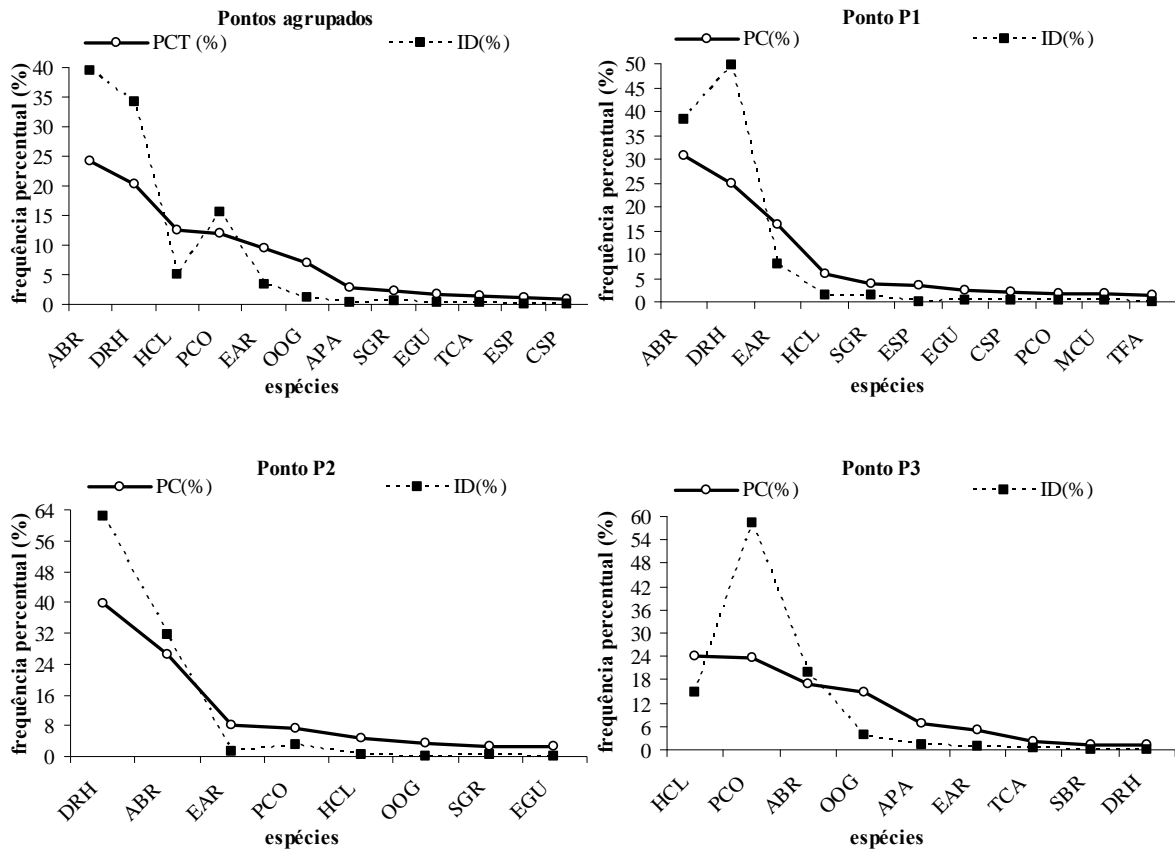 Pontos agrupados
PCT (%) ID(%)
frequência percentual (%)
40
35
30
25
20
15
10
5
0
ABR DRH HCL PCO EAR OOG APA SGR EGU TCA ESP CSP
espécies
Ponto P1
PC(%) ID(%)
frequência percentual (%)
50
45
40
35
30
25
20
15
10
5
0
ABR DRH EAR HCL SGR ESP EGU CSP PCO MCU TFA
espécies
Ponto P2
PC(%) ID(%)
frequência percentual (%)
64
56
48
40
32
24
16
8
0
DRH ABR EAR PCO HCL OOG SGR EGU
espécies
Ponto P3
PC(%) ID(%)
frequência percentual (%)
60
54
48
42
36
30
24
18
12
6
0
HCL PCO ABR OOG APA EAR TCA SBR DRH
espécies